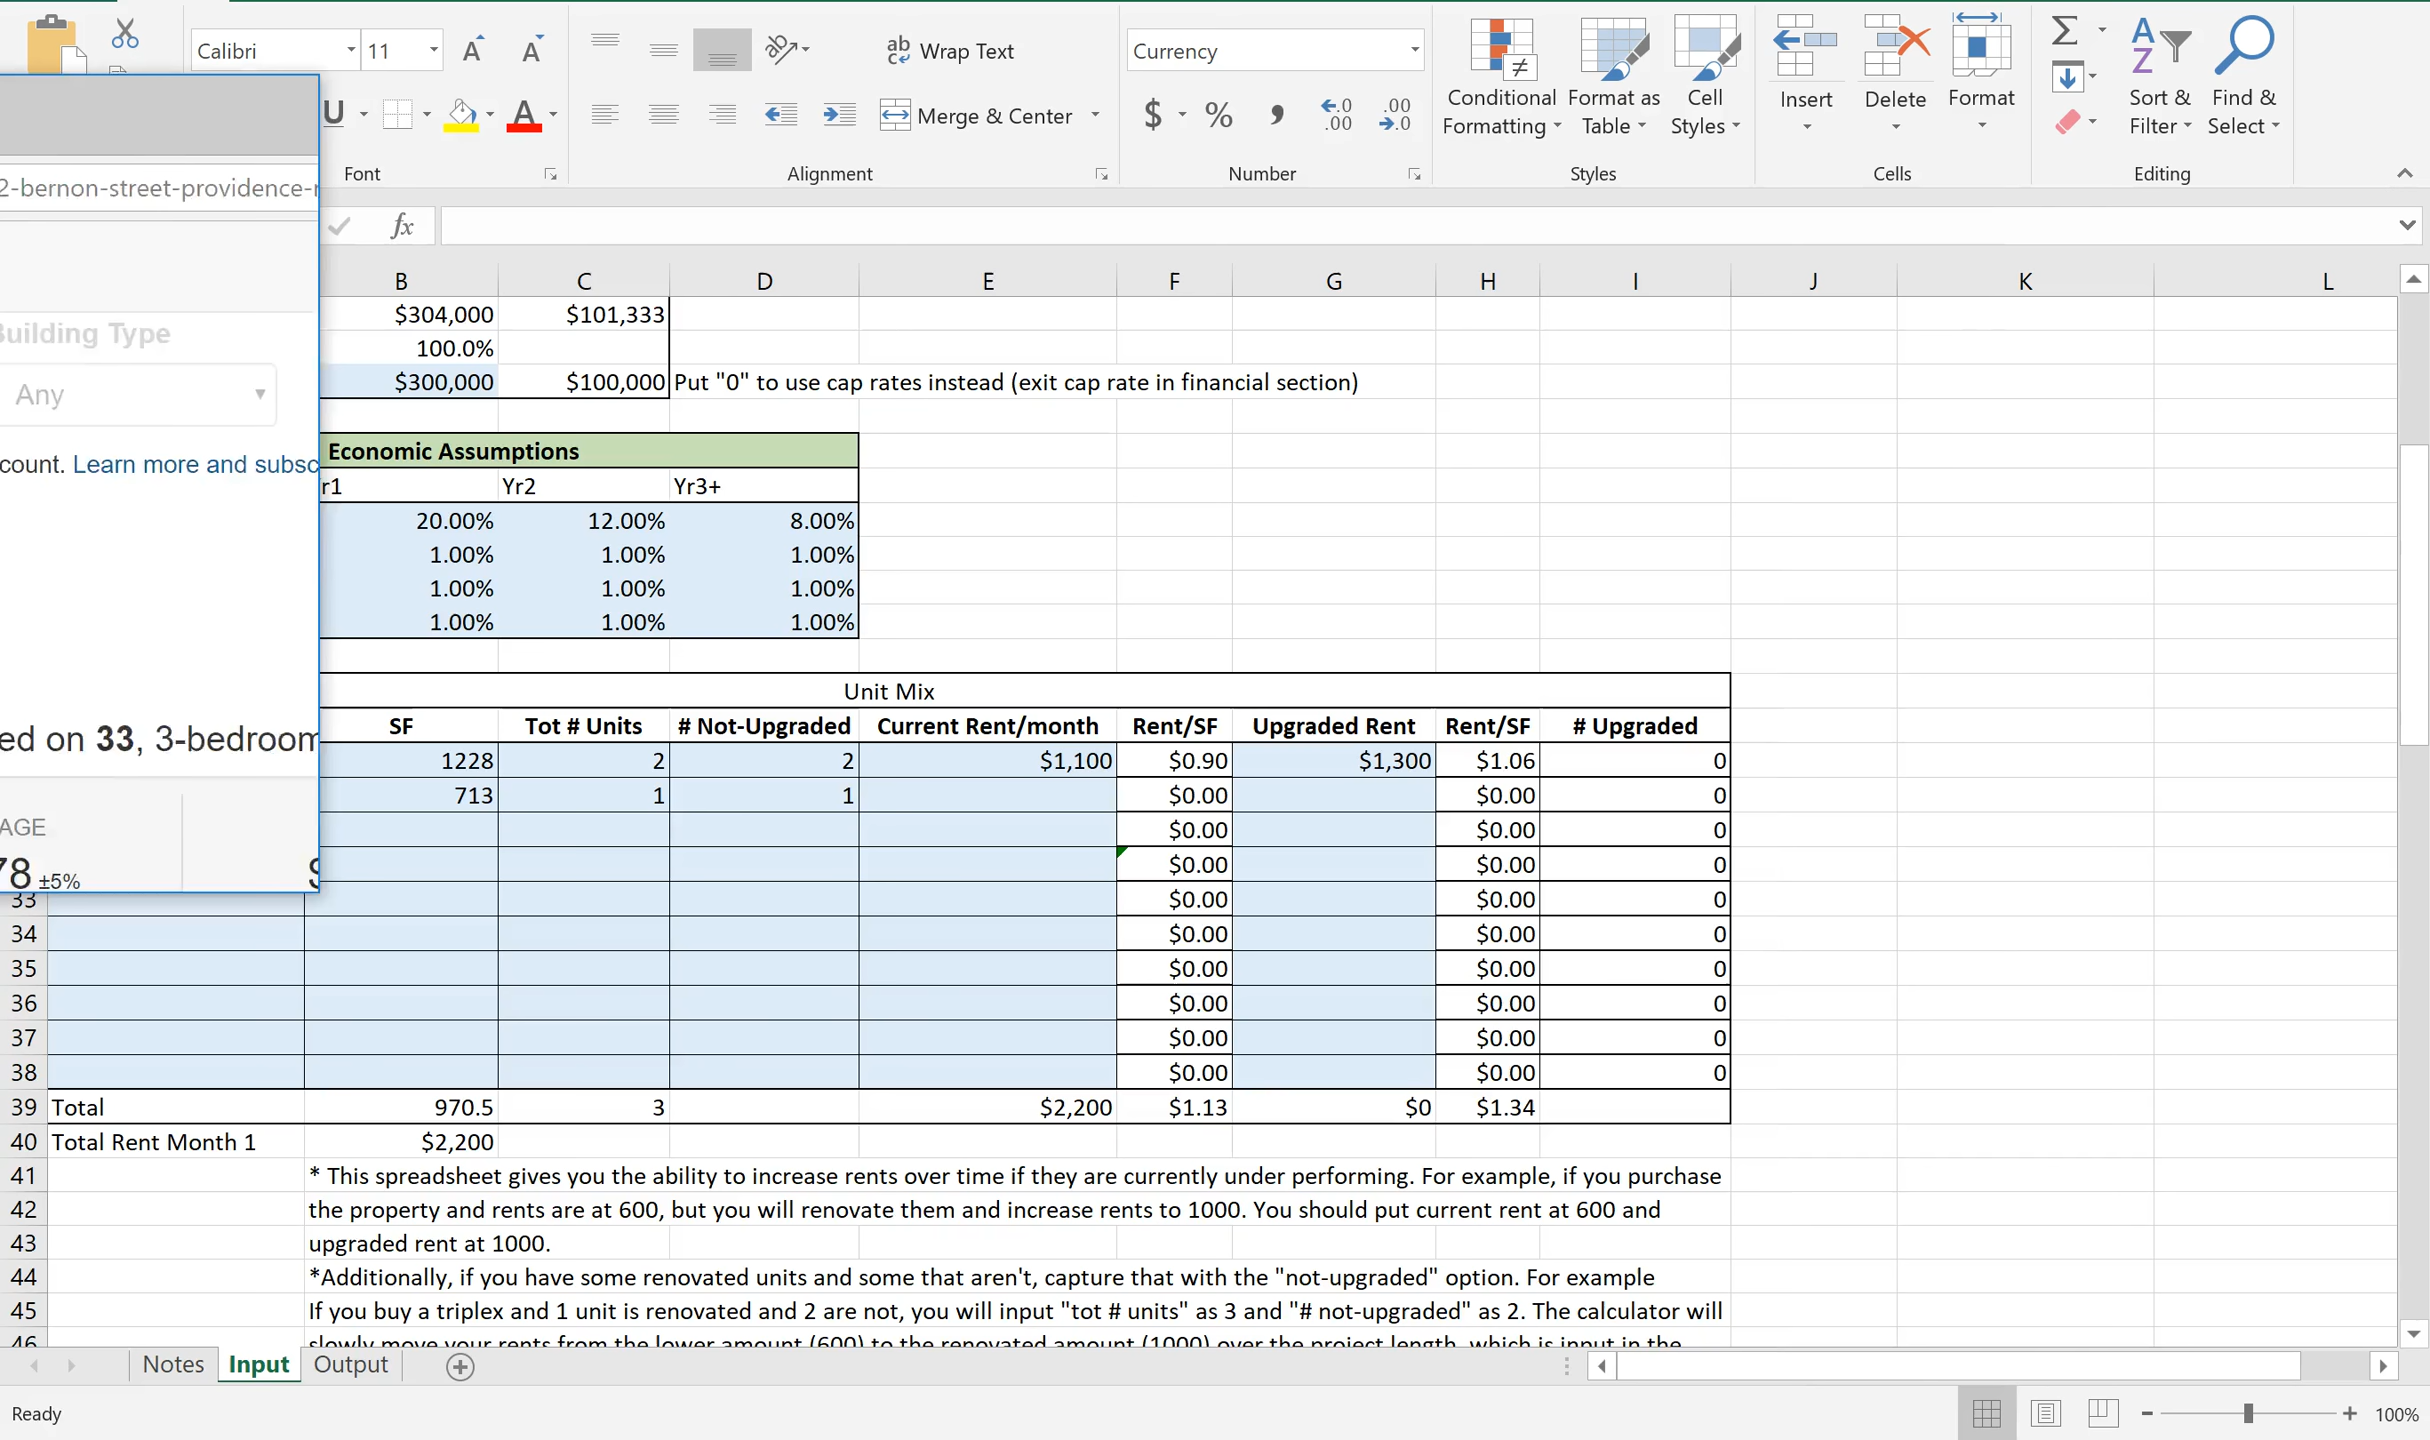 Calibri 11 A A ab Wrap Text Currency
U A Merge & Center $ % , .0 .00 .00 .0
Conditional Formatting Format as Table Cell Styles Insert Delete Format Sort & Filter Find & Select
Font Alignment Number Styles Cells Editing
2-bernon-street-providence-r
fx
B C D E F G H I J K L
$304,000 $101,333
Building Type
100.0%
$300,000 $100,000 Put "0" to use cap rates instead (exit cap rate in financial section)
Any
Economic Assumptions
count. Learn more and subsc
r1 Yr2 Yr3+
20.00% 12.00% 8.00%
1.00% 1.00% 1.00%
1.00% 1.00% 1.00%
1.00% 1.00% 1.00%
Unit Mix
ed on 33, 3-bedroom
SF Tot # Units # Not-Upgraded Current Rent/month Rent/SF Upgraded Rent Rent/SF # Upgraded
1228 2 2 $1,100 $0.90 $1,300 $1.06 0
713 1 1 $0.00 $0.00 0
AGE
$0.00 $0.00 0
78 ±5%
$0.00 $0.00 0
33 $0.00 $0.00 0
34 $0.00 $0.00 0
35 $0.00 $0.00 0
36 $0.00 $0.00 0
37 $0.00 $0.00 0
38 $0.00 $0.00 0
39 Total 970.5 3 $2,200 $1.13 $0 $1.34
40 Total Rent Month 1 $2,200
41 * This spreadsheet gives you the ability to increase rents over time if they are currently under performing. For example, if you purchase
42 the property and rents are at 600, but you will renovate them and increase rents to 1000. You should put current rent at 600 and
43 upgraded rent at 1000.
44 *Additionally, if you have some renovated units and some that aren't, capture that with the "not-upgraded" option. For example
45 If you buy a triplex and 1 unit is renovated and 2 are not, you will input "tot # units" as 3 and "# not-upgraded" as 2. The calculator will
46 slowly move your rents from the lower amount (600) to the renovated amount (1000) over the project length, which is input in the
Notes Input Output
Ready 100%